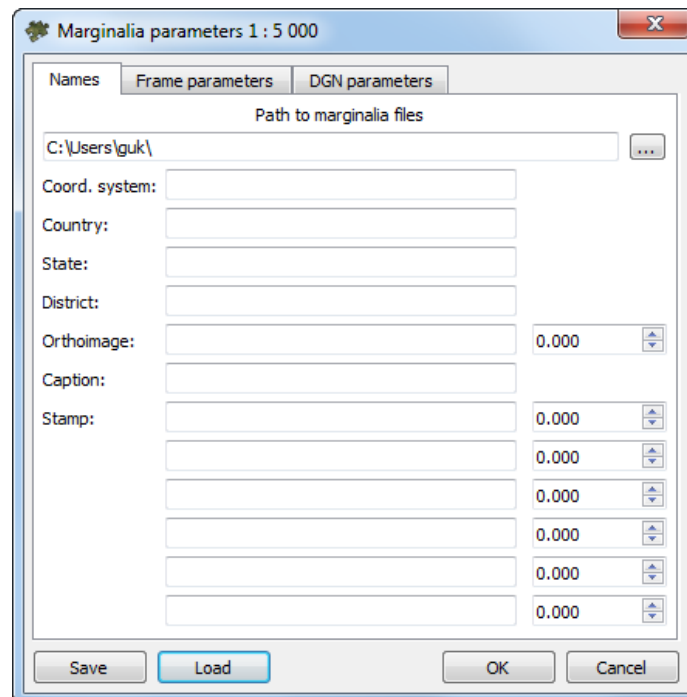 Marginalia parameters 1 : 5 000
x
Names Frame parameters DGN parameters
Path to marginalia files
C:\Users\guk\ ...
Coord. system:
Country:
State:
District:
Orthoimage: 0.000
Caption:
Stamp: 0.000
0.000
0.000
0.000
0.000
0.000
Save Load OK Cancel